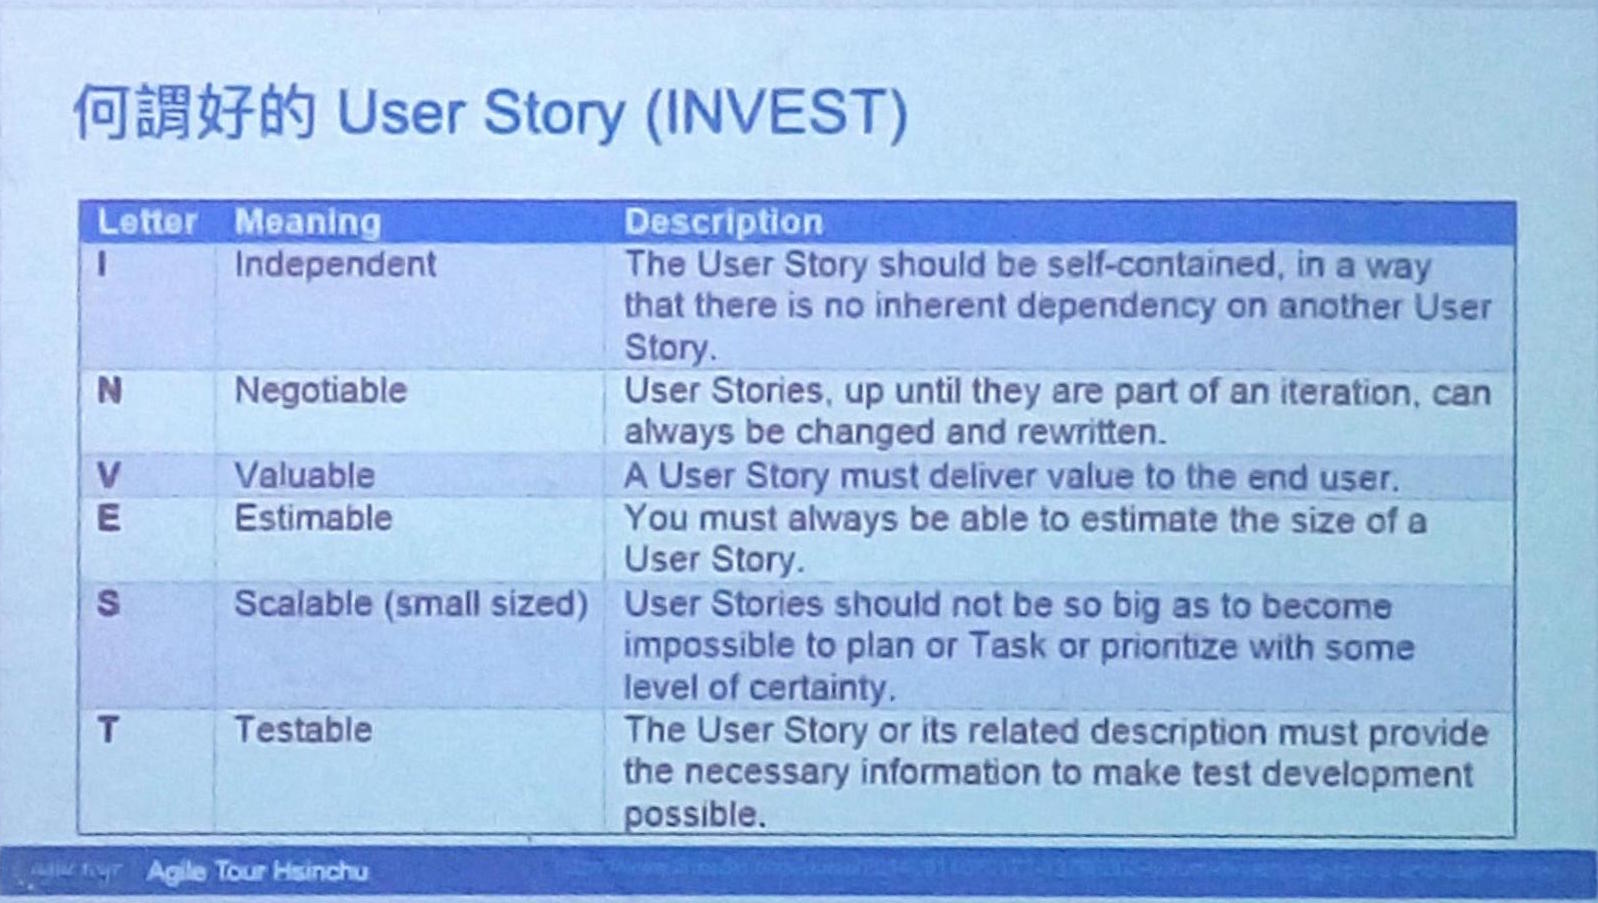 何謂好的 User Story (INVEST)
Letter Meaning Description
I Independent The User Story should be self-contained, in a way
that there is no inherent dependency on another User
Story.
N Negotiable User Stories, up until they are part of an iteration, can
always be changed and rewritten.
V Valuable A User Story must deliver value to the end user.
E Estimable You must always be able to estimate the size of a
User Story.
S Scalable (small sized) User Stories should not be so big as to become
impossible to plan or Task or prioritize with some
level of certainty.
T Testable The User Story or its related description must provide
the necessary information to make test development
possible.
agile tour Agile Tour Hsinchu